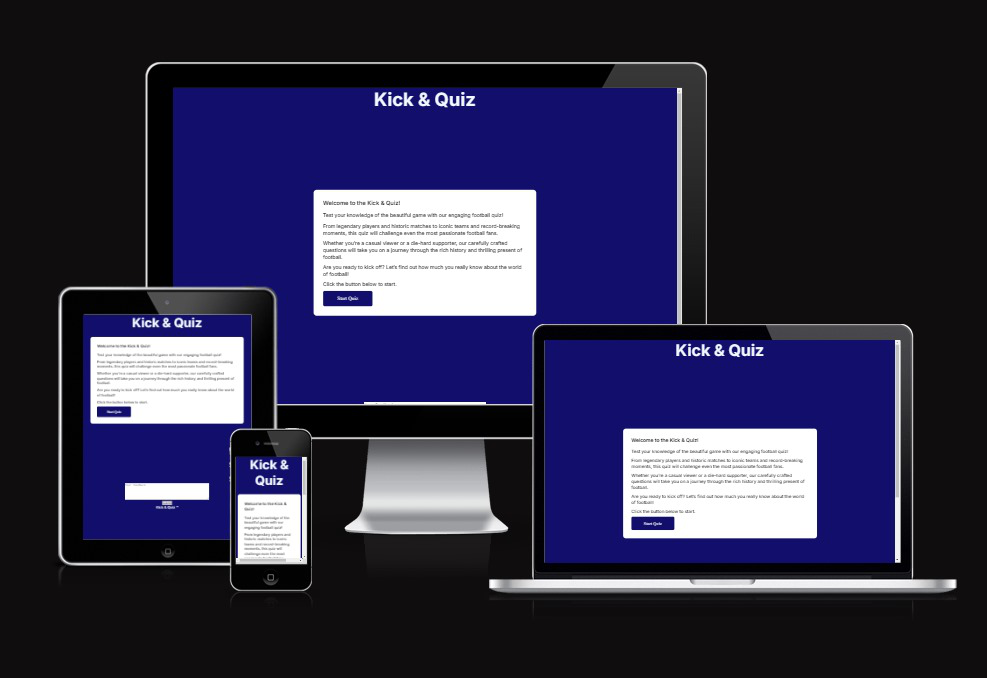 Kick & Quiz
Welcome to the Kick & Quiz!
Test your knowledge of the beautiful game with our engaging football quiz!
From legendary players and historic matches to iconic teams and record-breaking
moments, this quiz will challenge even the most passionate football fans.
Whether you're a casual viewer or a die-hard supporter, our carefully crafted
questions will take you on a journey through the rich history and thrilling present of
football.
Are you ready to kick off? Let's find out how much you really know about the world
of football!
Click the button below to start.
Start Quiz
Kick & Quiz
Welcome to the Kick & Quiz!
Test your knowledge of the beautiful game with our engaging football quiz!
From legendary players and historic matches to iconic teams and record-breaking
moments, this quiz will challenge even the most passionate football fans.
Whether you're a casual viewer or a die-hard supporter, our carefully crafted
questions will take you on a journey through the rich history and thrilling present of
football.
Are you ready to kick off? Let's find out how much you really know about the world
of football!
Click the button below to start.
Start Quiz
Kick & Quiz
Kick &
Quiz
Welcome to the Kick &
Quiz!
Test your knowledge of the
beautiful game with our
engaging football quiz!
From legendary players and
historic matches to iconic
teams and record-breaking
moments, this quiz will
challenge even the most
passionate football fans.
Kick & Quiz
Welcome to the Kick & Quiz!
Test your knowledge of the beautiful game with our engaging football quiz!
From legendary players and historic matches to iconic teams and record-breaking
moments, this quiz will challenge even the most passionate football fans.
Whether you're a casual viewer or a die-hard supporter, our carefully crafted
questions will take you on a journey through the rich history and thrilling present of
football.
Are you ready to kick off? Let's find out how much you really know about the world
of football!
Click the button below to start.
Start Quiz